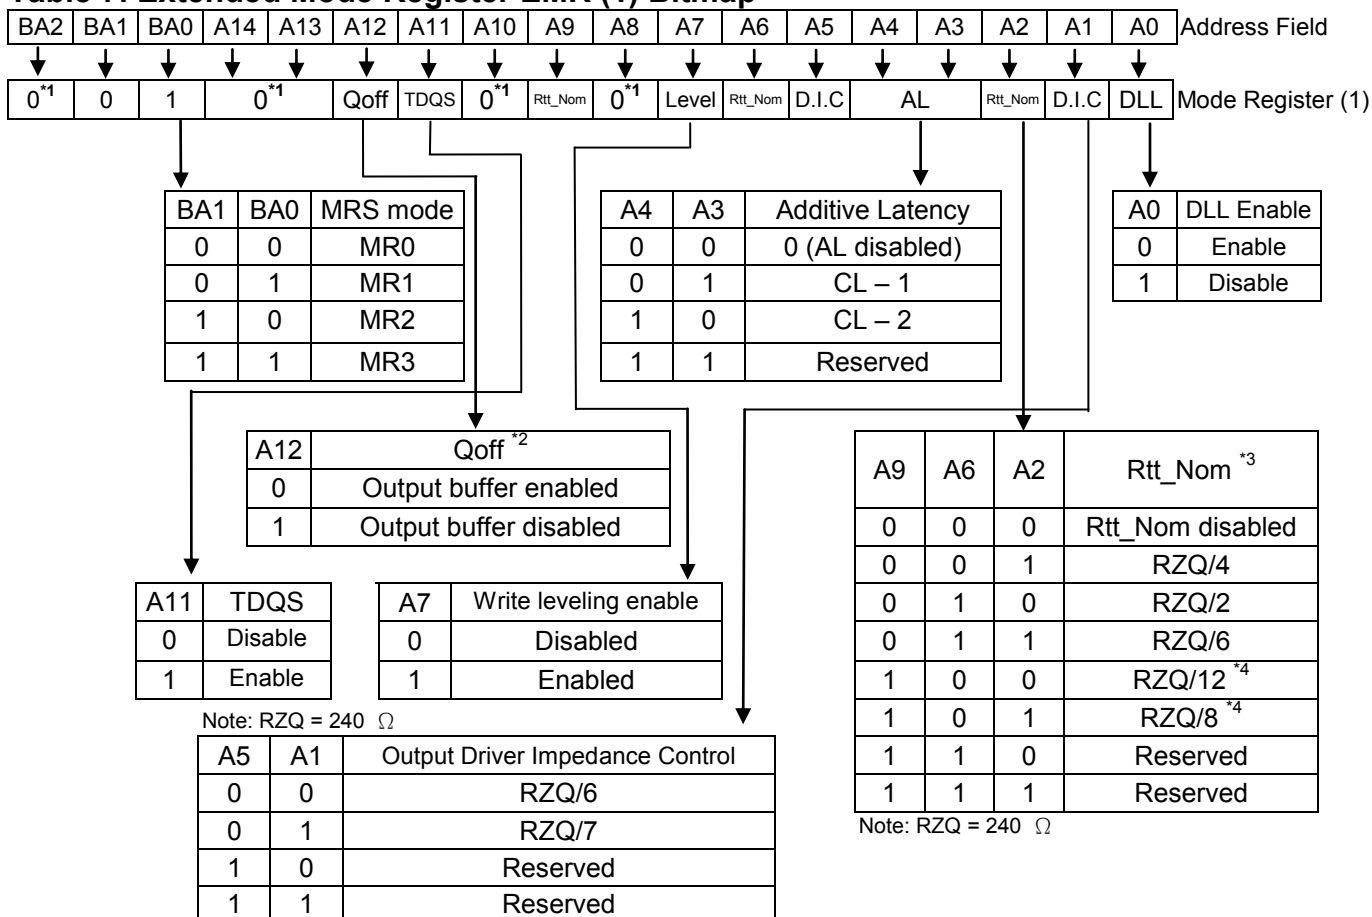 Table 7. Extended Mode Register EMR (1) Bitmap
BA2 BA1 BA0 A14 A13 A12 A11 A10 A9 A8 A7 A6 A5 A4 A3 A2 A1 A0 Address Field
0*1 0 1 0*1 Qoff TDQS 0*1 Rtt_Nom 0*1 Level Rtt_Nom D.I.C AL Rtt_Nom D.I.C DLL Mode Register (1)
BA1 BA0 MRS mode
0 0 MR0
0 1 MR1
1 0 MR2
1 1 MR3
A4 A3 Additive Latency
0 0 0 (AL disabled)
0 1 CL – 1
1 0 CL – 2
1 1 Reserved
A0 DLL Enable
0 Enable
1 Disable
A12 Qoff *2
0 Output buffer enabled
1 Output buffer disabled
A9 A6 A2 Rtt_Nom *3
0 0 0 Rtt_Nom disabled
0 0 1 RZQ/4
0 1 0 RZQ/2
0 1 1 RZQ/6
1 0 0 RZQ/12 *4
1 0 1 RZQ/8 *4
1 1 0 Reserved
1 1 1 Reserved
Note: RZQ = 240 Ω
A11 TDQS
0 Disable
1 Enable
A7 Write leveling enable
0 Disabled
1 Enabled
Note: RZQ = 240 Ω
A5 A1 Output Driver Impedance Control
0 0 RZQ/6
0 1 RZQ/7
1 0 Reserved
1 1 Reserved